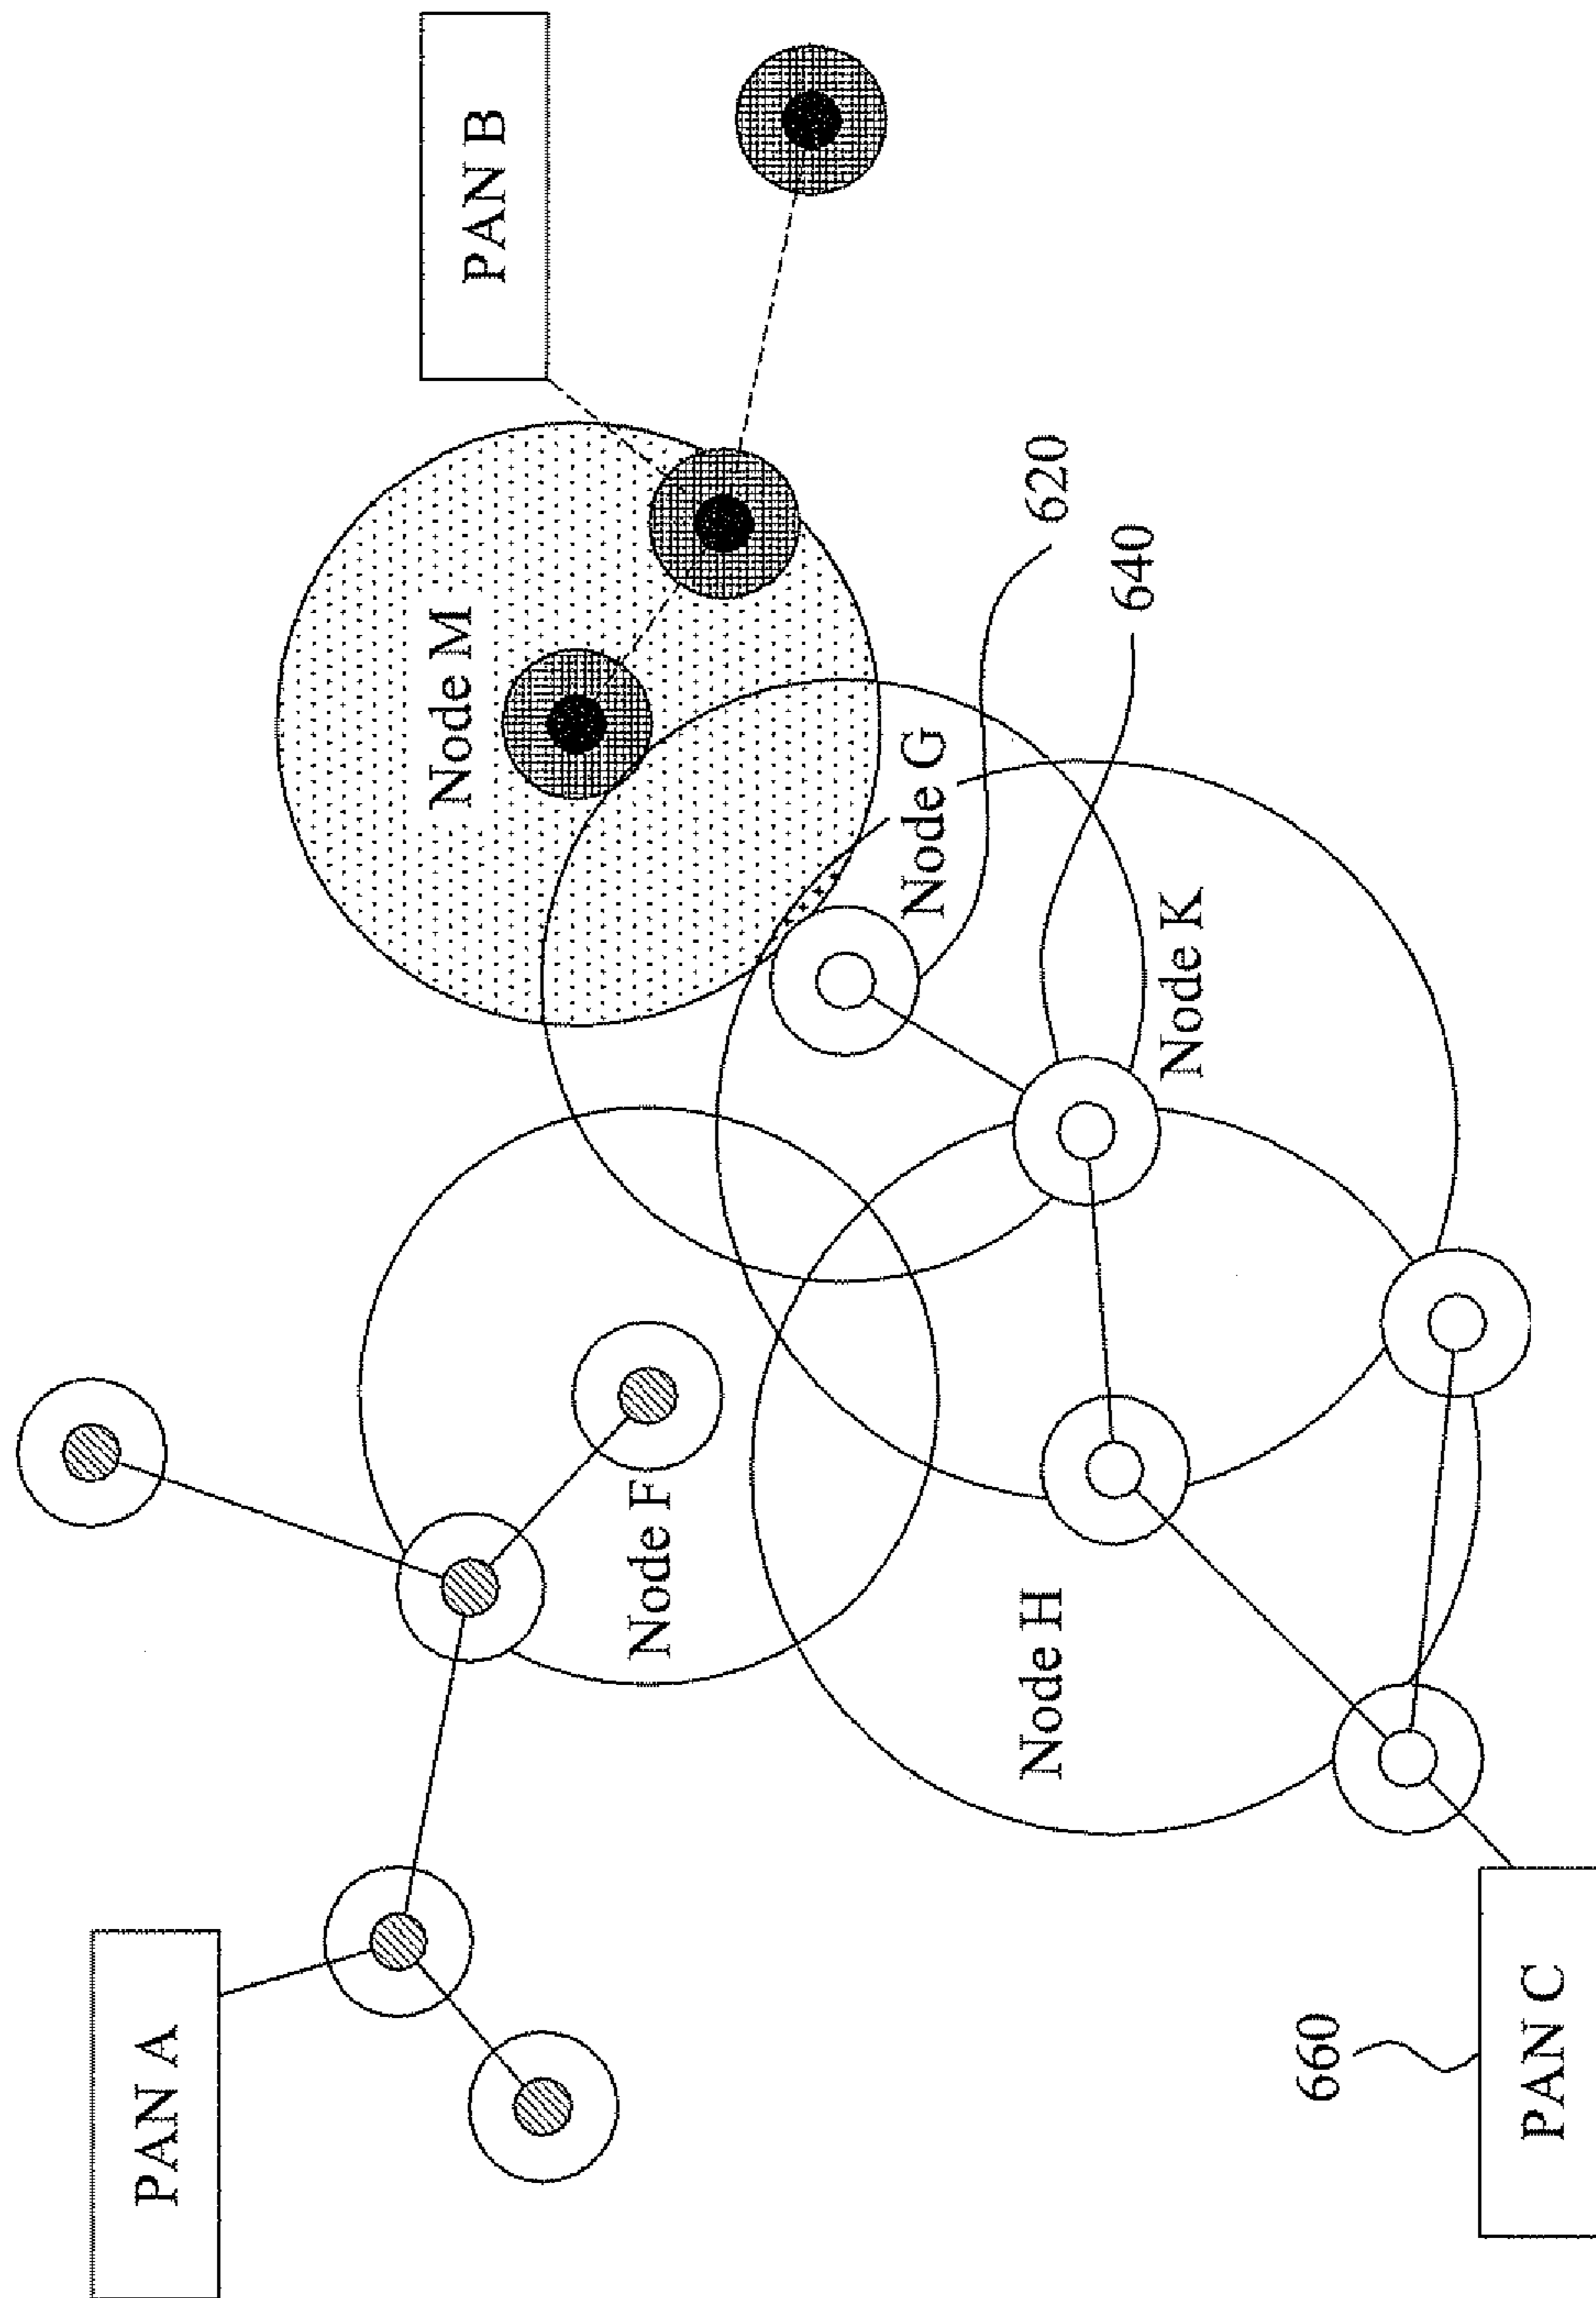 PAN A
PAN B
Node M
Node F
Node G
620
640
Node H
Node K
660
PAN C